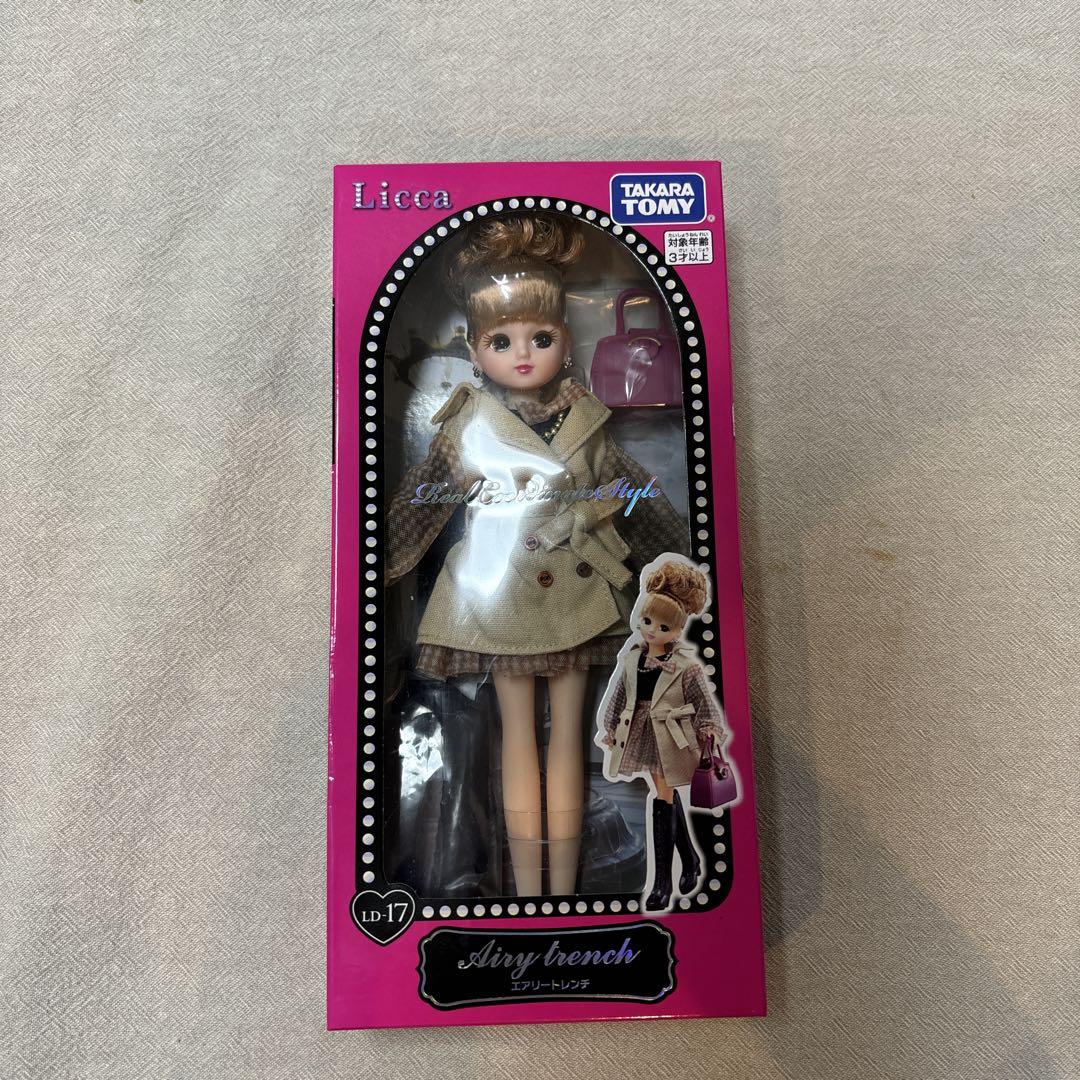 Licca
TAKARA
TOMY
たいしょうねんれい
対象年齢
さい いじょう
3才以上
Real Coordinate Style
LD-17
Airy trench
エアリートレンチ